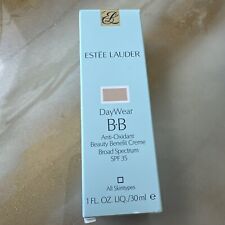 ESTĒE LAUDER
DayWear
B·B
Anti-Oxidant
Beauty Benefit Creme
Broad Spectrum
SPF 35
All Skintypes
1 FL. OZ. LIQ./30 ml e